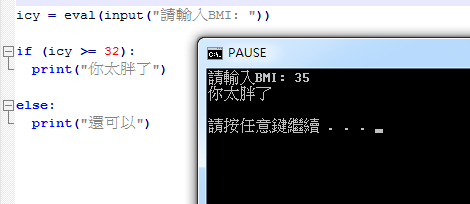 icy = eval(input("請輸入BMI: "))
if (icy >= 32):
print("你太胖了")
else:
print("還可以")
PAUSE
請輸入BMI: 35
你太胖了
請按任意鍵繼續 . . .